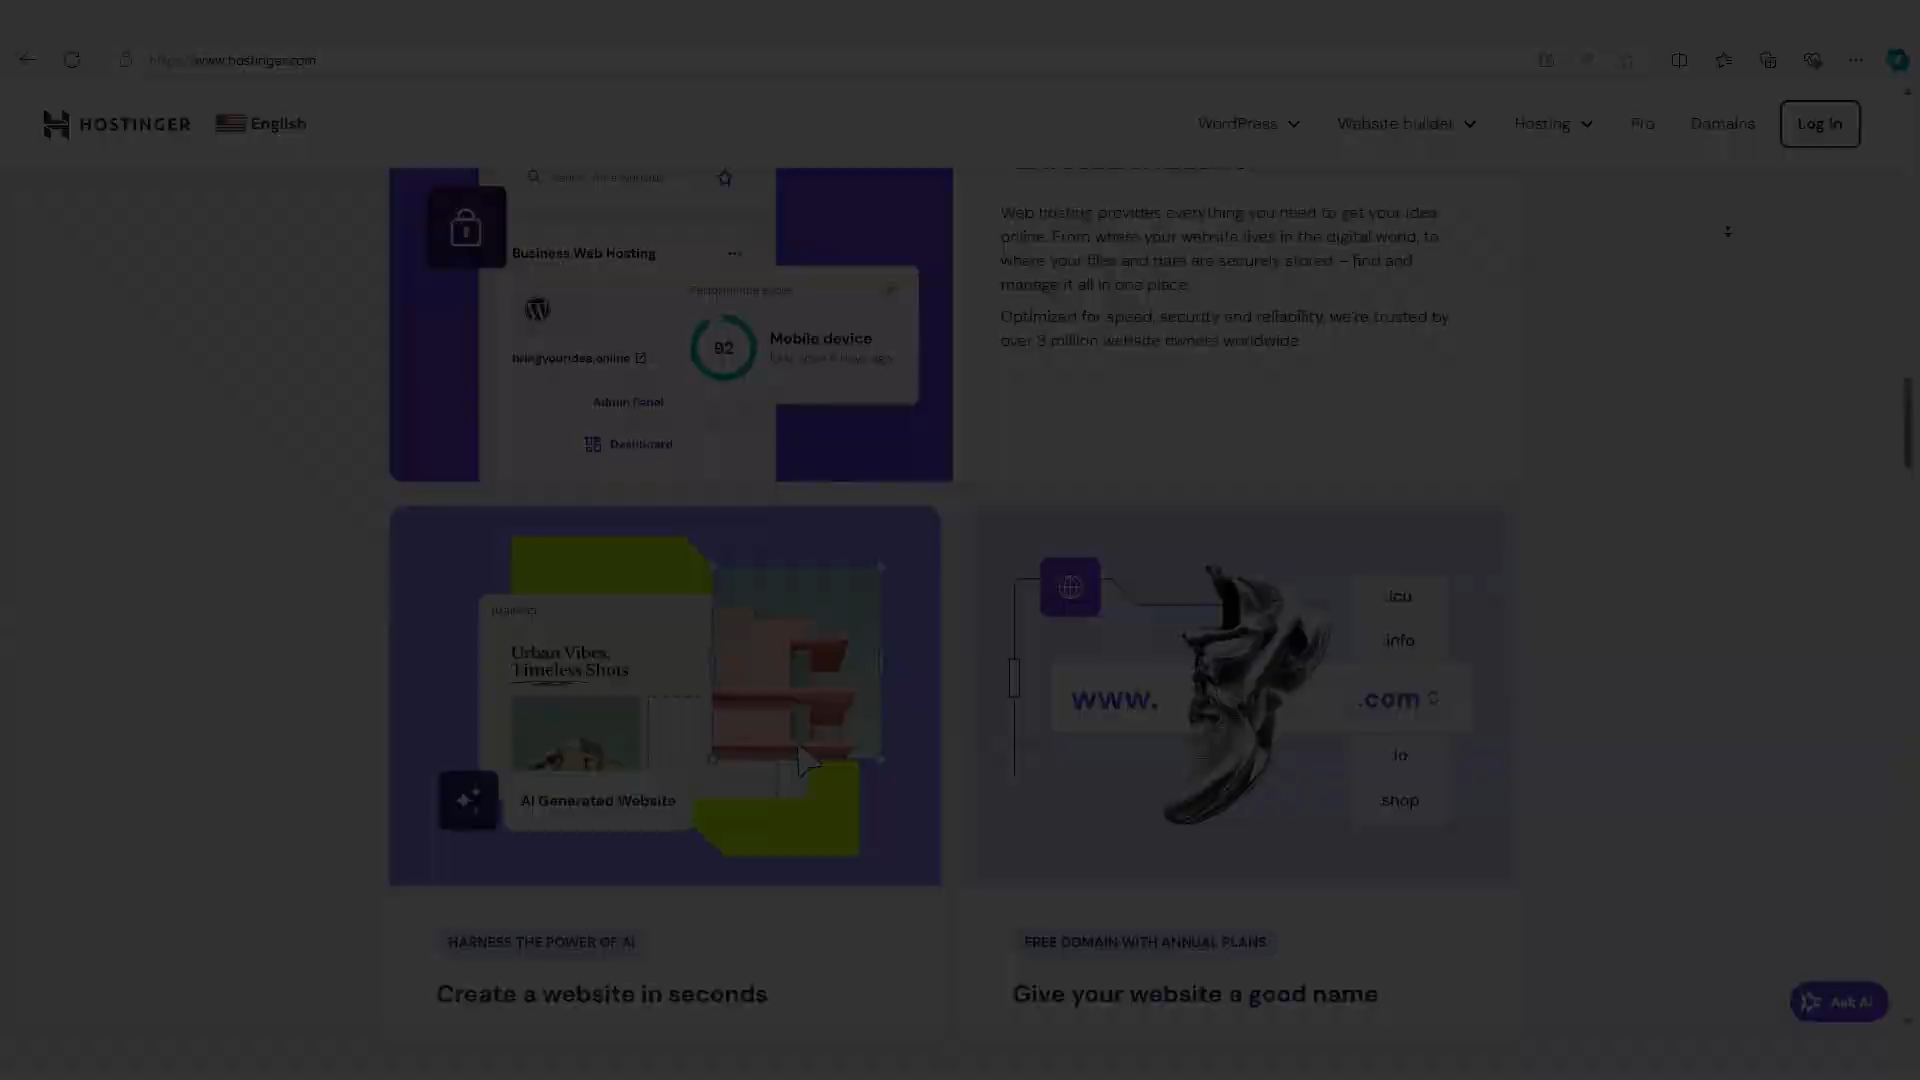 https://www.hostinger.com
HOSTINGER
English
WordPress
Website builder
Hosting
Pro
Domains
Log In
Business Web Hosting
Performance score
Mobile device
bringyouridea.online
Admin Panel
Dashboard
92
Web hosting provides everything you need to get your idea
online. From where your website lives in the digital world, to
where your files and data are securely stored – find and
manage it all in one place.
Optimized for speed, security and reliability, we're trusted by
over 3 million website owners worldwide.
Urban Vibes,
Timeless Shots
AI Generated Website
.icu
.info
www.
.com
.io
.shop
HARNESS THE POWER OF AI
Create a website in seconds
FREE DOMAIN WITH ANNUAL PLANS
Give your website a good name
Ask AI